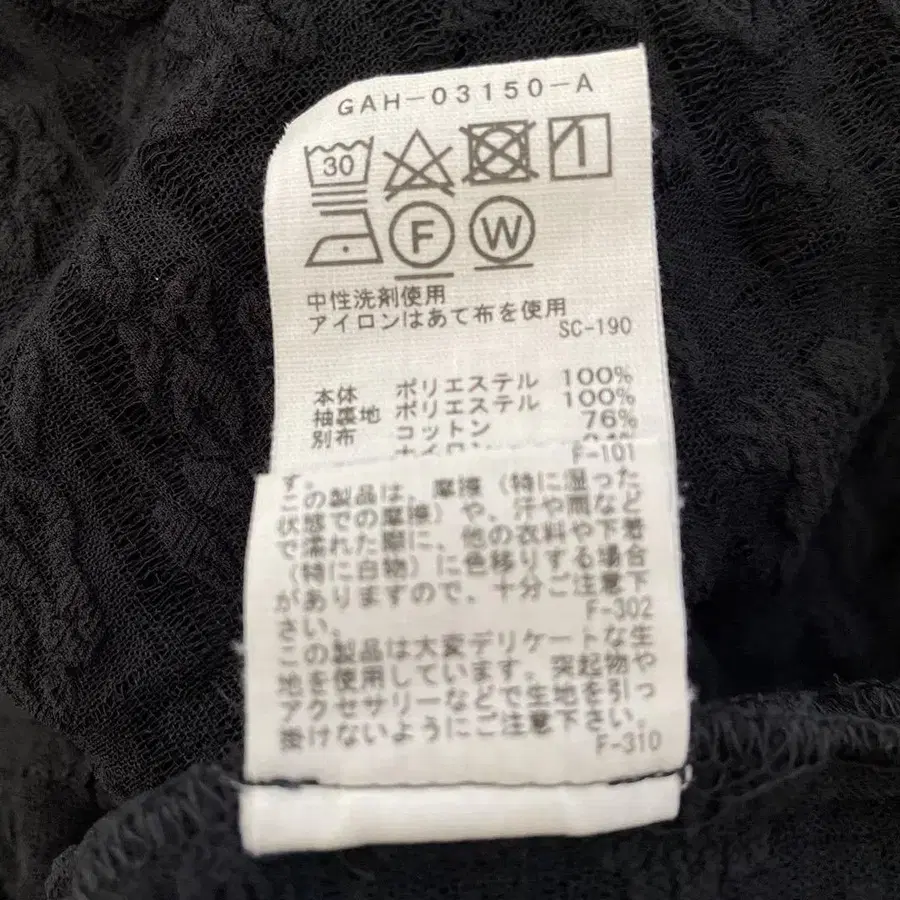 GAH-03150-A
30
F
W
中性洗剤使用
アイロンはあて布を使用
SC-190
本体 ポリエステル 100%
袖裏地 ポリエステル 100%
別布 コットン 76%
ナイロン
F-101
す。
この製品は、摩擦（特に湿った
状態での摩擦）や、汗や雨など
で濡れた際に、他の衣料や下着
（特に白物）に色移りする場合
がありますので、十分ご注意下
さい。
F-302
この製品は大変デリケートな生
地を使用しています。突起物や
アクセサリーなどで生地を引っ
掛けないようにご注意下さい。
F-310